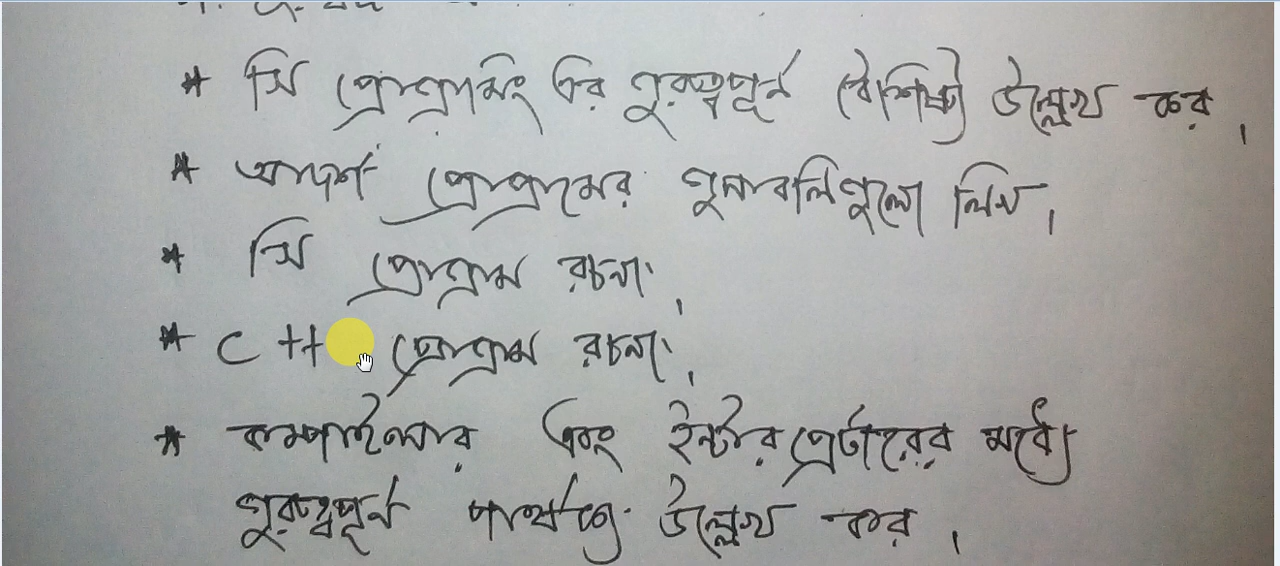 * সি প্রোগ্রামিং এর গুরুত্বপূর্ন বৈশিষ্ট্য উল্লেখ কর,
* আদর্শ প্রোগ্রামের গুনাবলিগুলো লিখ,
* সি প্রোগ্রাম রচনা,
* C ++ প্রোগ্রাম রচনা,
* কম্পাইলার এবং ইন্টারপ্রেটারের মধ্যে
গুরুত্বপূর্ন পার্থক্য উল্লেখ কর ,